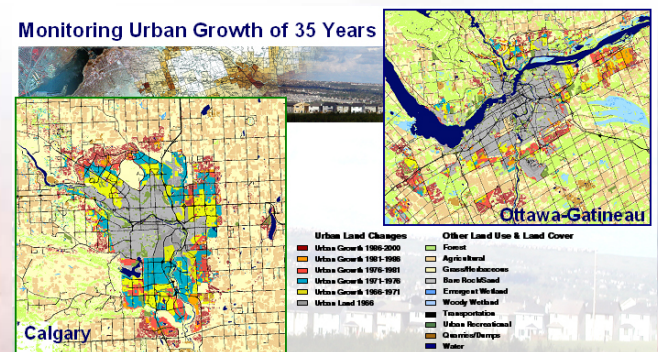 Monitoring Urban Growth of 35 Years
Ottawa-Gatineau
Calgary
Urban Land Changes
Urban Growth 1986-2000
Urban Growth 1981-1986
Urban Growth 1976-1981
Urban Growth 1971-1976
Urban Growth 1966-1971
Urban Land 1966
Other Land Use & Land Cover
Forest
Agricultural
Grass/Herbaceous
Bare Rock/Sand
Emergent Wetland
Woody Wetland
Transportation
Urban Recreational
Quarries/Dumps
Water